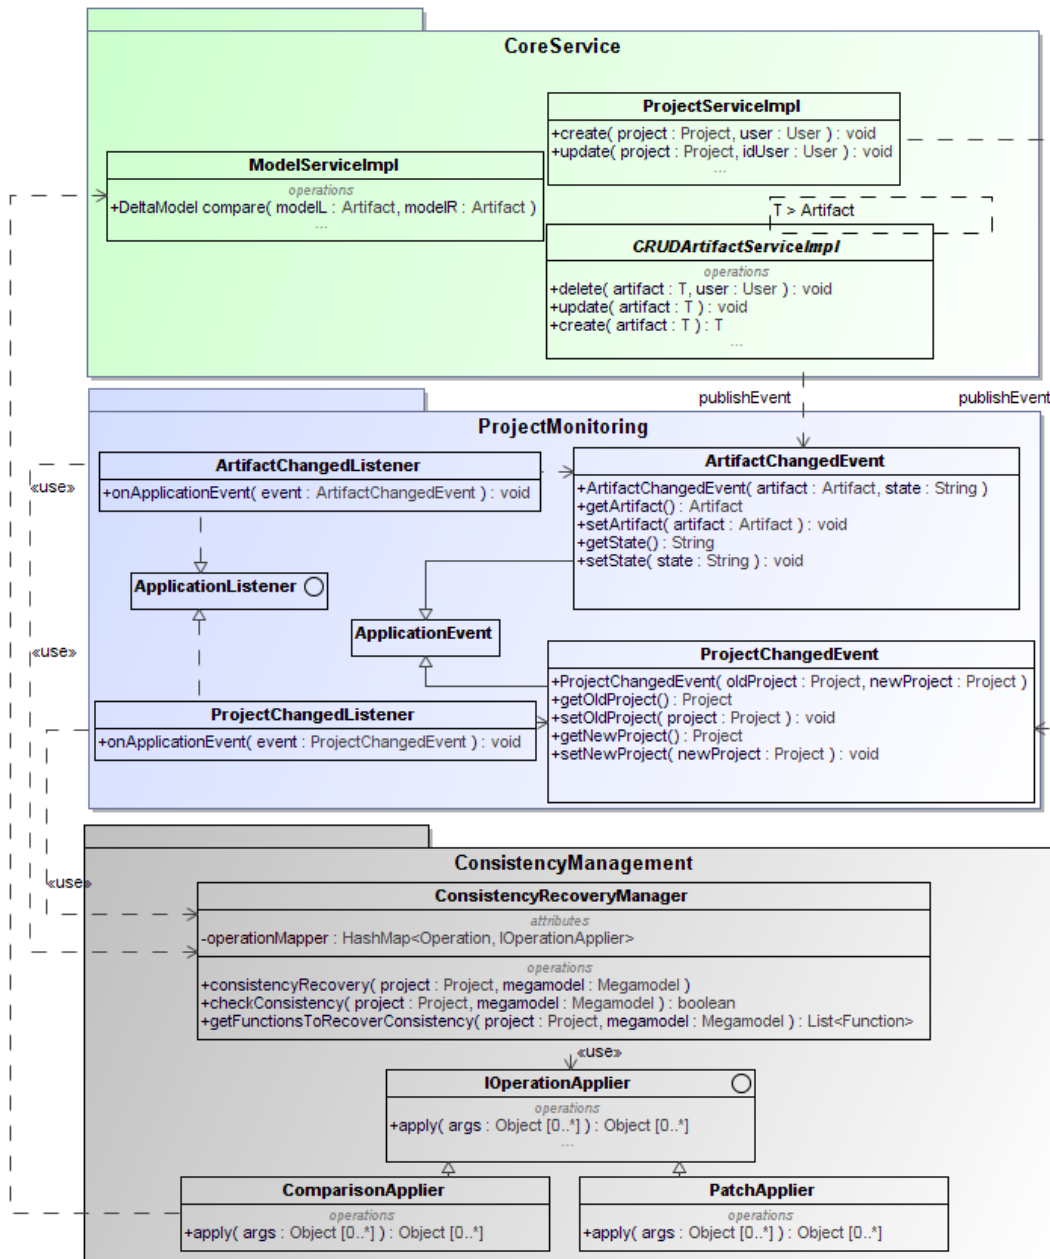 CoreService
ProjectServiceImpl
+create( project : Project, user : User ) : void
+update( project : Project, idUser : User ) : void
...
ModelServiceImpl
operations
+DeltaModel compare( modelL : Artifact, modelR : Artifact )
...
T > Artifact
CRUDArtifactServiceImpl
operations
+delete( artifact : T, user : User ) : void
+update( artifact : T ) : void
+create( artifact : T ) : T
...
publishEvent
publishEvent
ProjectMonitoring
ArtifactChangedListener
+onApplicationEvent( event : ArtifactChangedEvent ) : void
«use»
ArtifactChangedEvent
+ArtifactChangedEvent( artifact : Artifact, state : String )
+getArtifact() : Artifact
+setArtifact( artifact : Artifact ) : void
+getState() : String
+setState( state : String ) : void
ApplicationListener
ApplicationEvent
«use»
ProjectChangedEvent
+ProjectChangedEvent( oldProject : Project, newProject : Project )
+getOldProject() : Project
+setOldProject( project : Project ) : void
+getNewProject() : Project
+setNewProject( newProject : Project ) : void
ProjectChangedListener
+onApplicationEvent( event : ProjectChangedEvent ) : void
ConsistencyManagement
«use»
ConsistencyRecoveryManager
attributes
-operationMapper : HashMap<Operation, IOperationApplier>
operations
+consistencyRecovery( project : Project, megamodel : Megamodel )
+checkConsistency( project : Project, megamodel : Megamodel ) : boolean
+getFunctionsToRecoverConsistency( project : Project, megamodel : Megamodel ) : List<Function>
«use»
IOperationApplier
operations
+apply( args : Object [0..*] ) : Object [0..*]
...
ComparisonApplier
operations
+apply( args : Object [0..*] ) : Object [0..*]
PatchApplier
operations
+apply( args : Object [0..*] ) : Object [0..*]